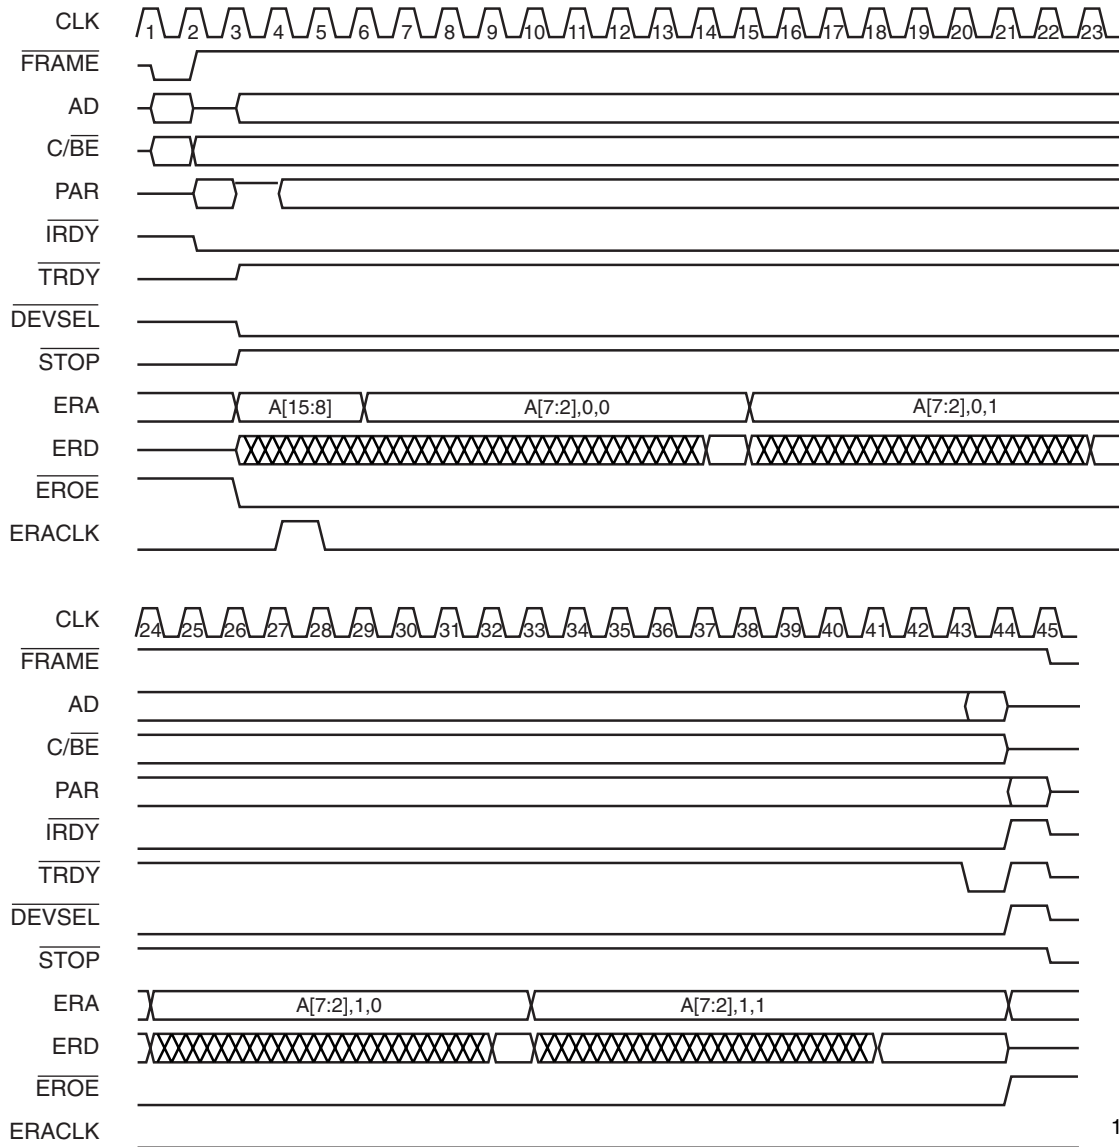 CLK 1 2 3 4 5 6 7 8 9 10 11 12 13 14 15 16 17 18 19 20 21 22 23
FRAME
AD
C/BE
PAR
IRDY
TRDY
DEVSEL
STOP
ERA A[15:8] A[7:2],0,0 A[7:2],0,1
ERD
EROE
ERACLK
CLK 24 25 26 27 28 29 30 31 32 33 34 35 36 37 38 39 40 41 42 43 44 45
FRAME
AD
C/BE
PAR
IRDY
TRDY
DEVSEL
STOP
ERA A[7:2],1,0 A[7:2],1,1
ERD
EROE
ERACLK
1